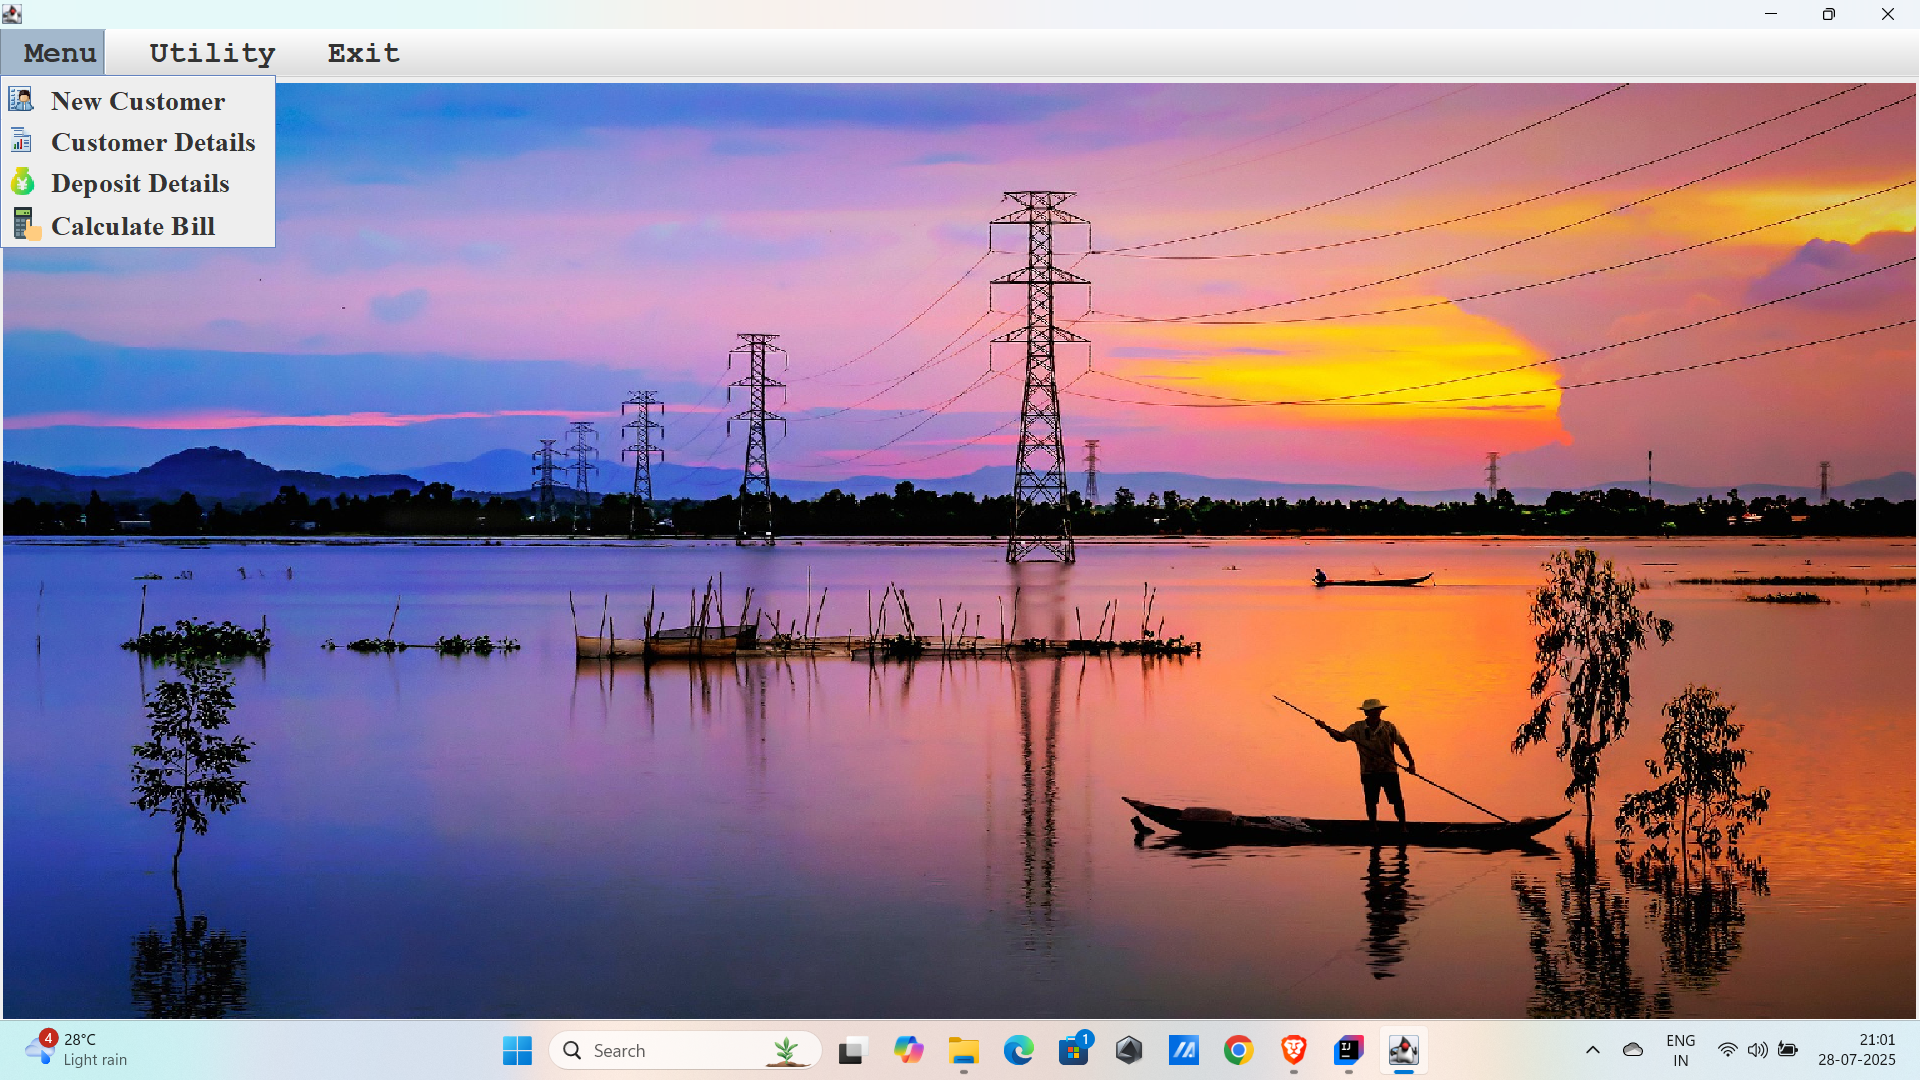 Menu Utility Exit
New Customer
Customer Details
Deposit Details
Calculate Bill
4
28°C
Light rain
Search
1
IJ
ENG
IN
21:01
28-07-2025